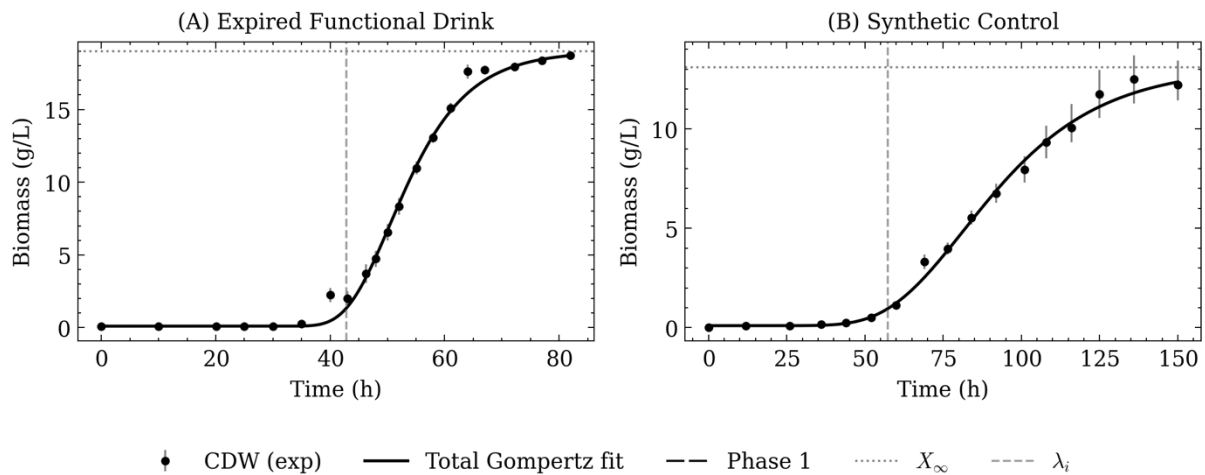 (A) Expired Functional Drink
(B) Synthetic Control
Biomass (g/L)
15
10
5
0
0 20 40 60 80
Time (h)
Biomass (g/L)
10
5
0
0 25 50 75 100 125 150
Time (h)
CDW (exp) Total Gompertz fit Phase 1 X∞ λi